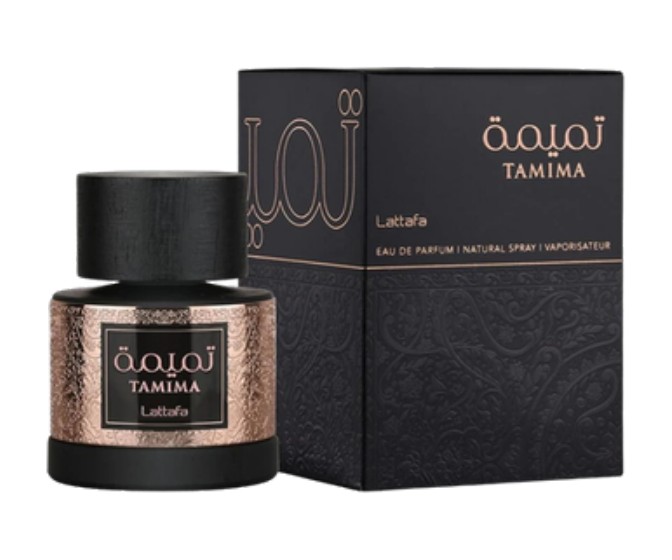 تميمة
TAMIMA
Lattafa
EAU DE PARFUM | NATURAL SPRAY | VAPORISATEUR
تميمة
TAMIMA
Lattafa